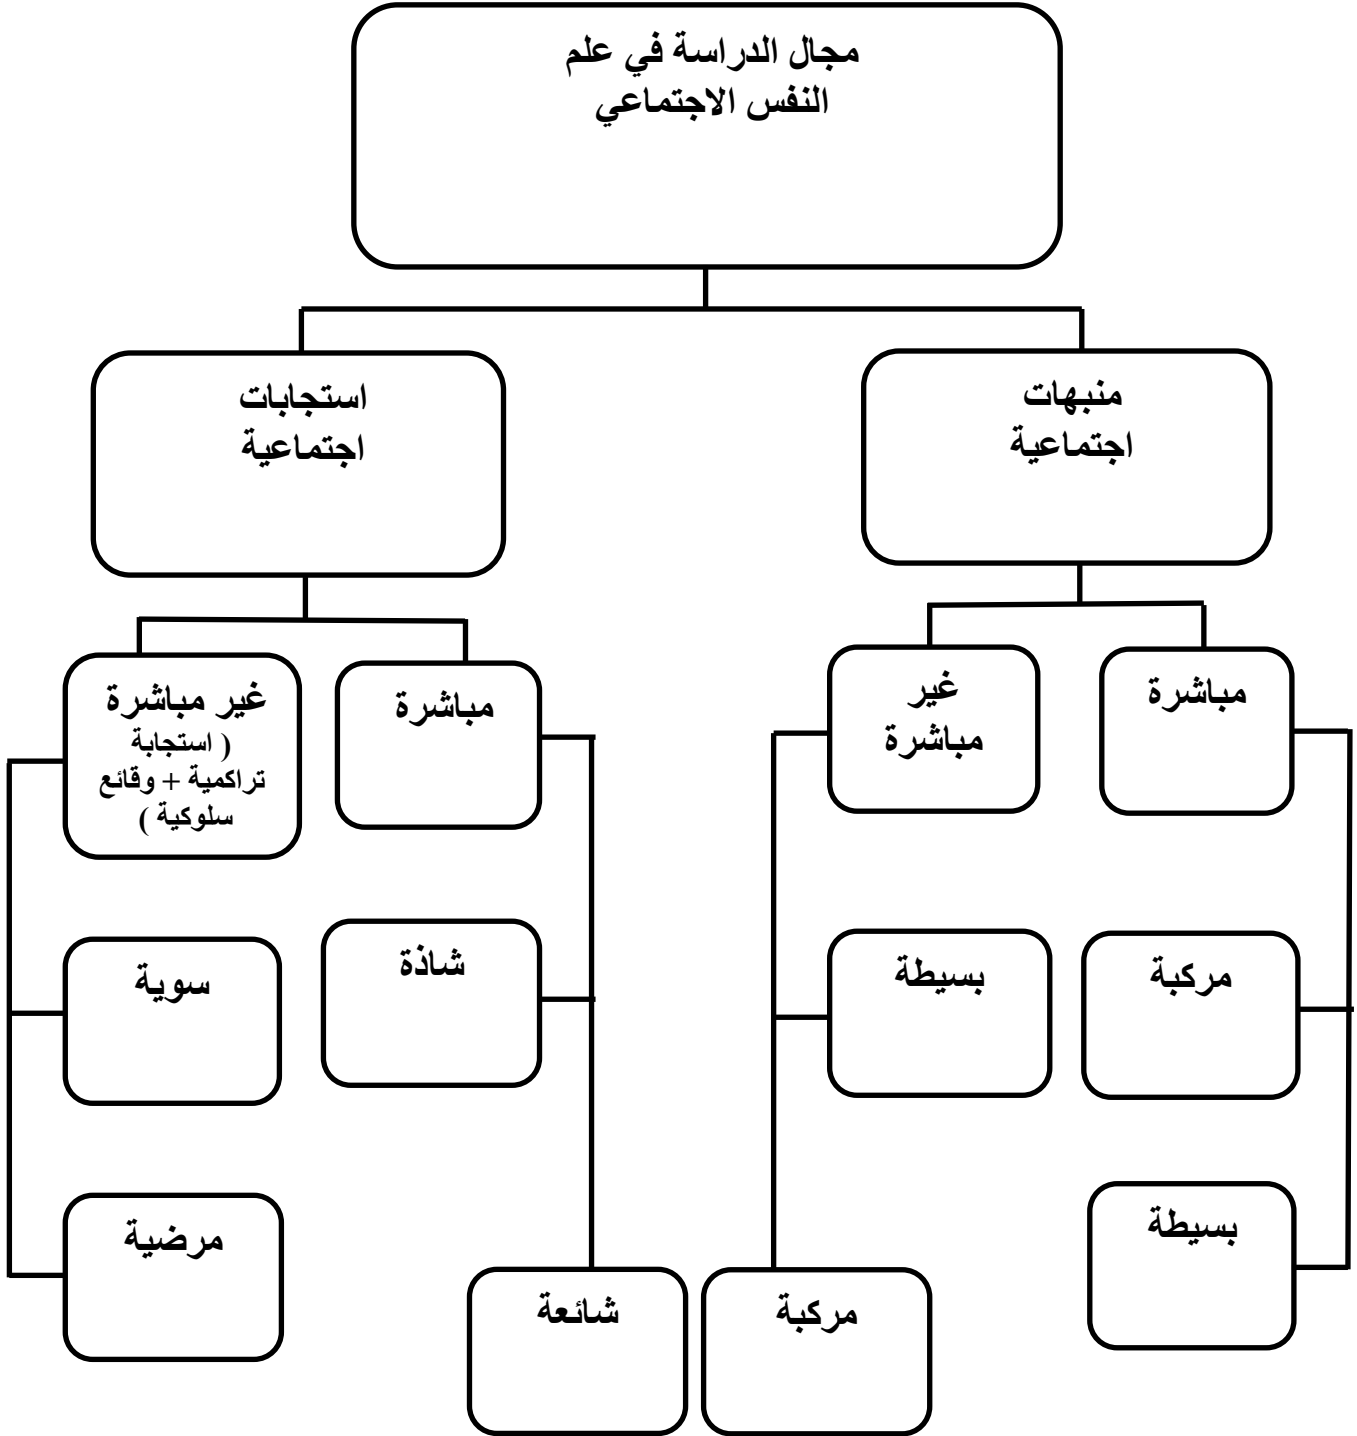 مجال الدراسة في علم
النفس الاجتماعي
منبهات
اجتماعية
استجابات
اجتماعية
مباشرة
غير
مباشرة
مباشرة
غير مباشرة
( استجابة
تراكمية + وقائع
سلوكية )
مركبة
بسيطة
شاذة
سوية
بسيطة
مركبة
شائعة
مرضية